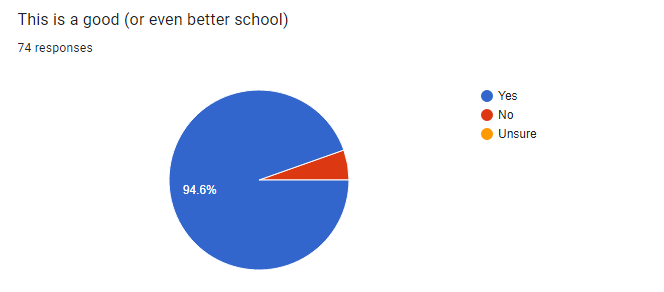 This is a good (or even better school)
74 responses
Yes
No
Unsure
94.6%